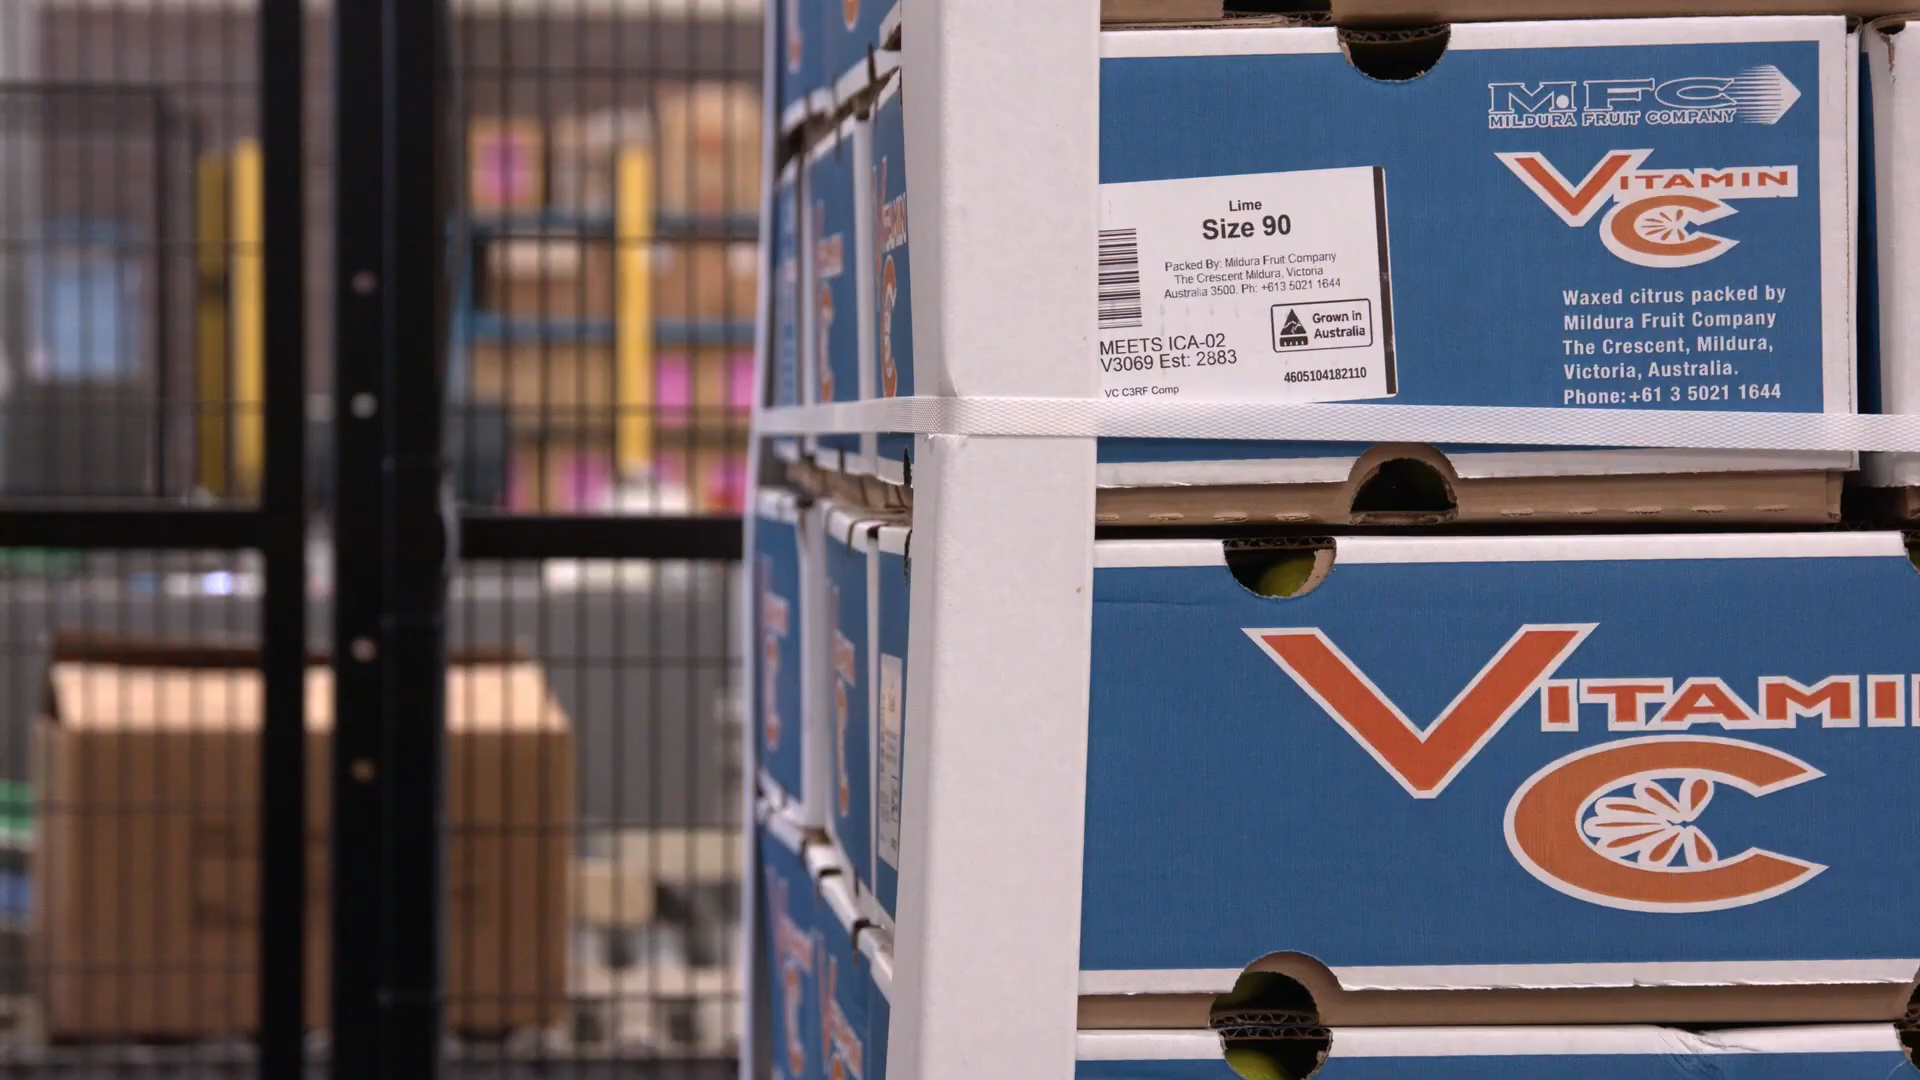 M.FC
MILDURA FRUIT COMPANY
VITAMIN
C
Lime
Size 90
Packed By: Mildura Fruit Company
The Crescent Mildura, Victoria
Australia 3500. Ph: +613 5021 1644
Grown in
Australia
MEETS ICA-02
V3069 Est: 2883
4605104182110
VC C3RF Comp
Waxed citrus packed by
Mildura Fruit Company
The Crescent, Mildura,
Victoria, Australia.
Phone:+61 3 5021 1644
VITAMI
C